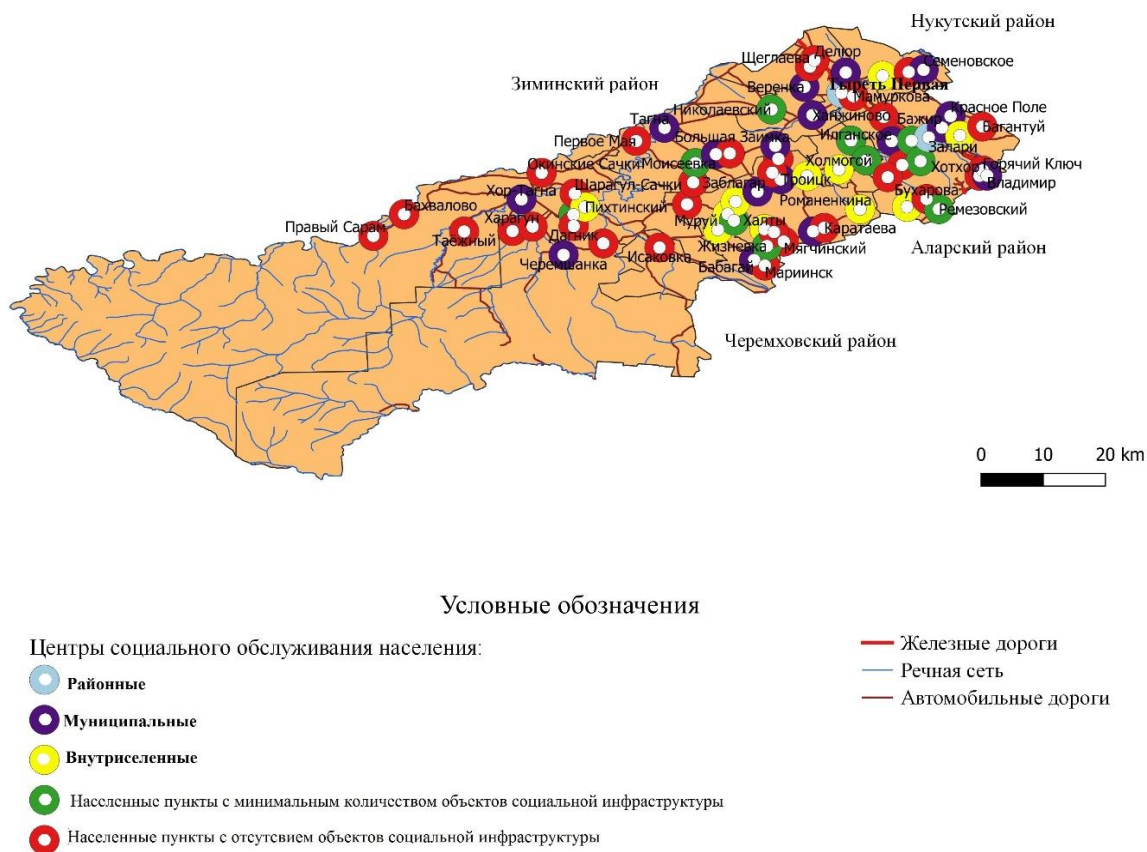 Нукутский район
Щеглаева
Делюр
Семеновское
Зиминский район
Веренка
Тыреть Первая
Мамуркова
Николаевский
Ханжиново
Бажир
Красное Поле
Багантуй
Тагна
Первое Мая
Большая Заимка
Илганское
Залари
Окинские Сачки
Моисеевка
Холмогой
Хотхор
Горячий Ключ
Владимир
Хор-Тагна
Шарагул-Сачки
Заблагар
Троицк
Бухарова
Бахвалово
Пихтинский
Романенкина
Ремезовский
Правый Сарам
Харагун
Муруй
Халты
Каратаева
Таёжный
Дагник
Жизневка
Мягчинский
Аларский район
Черемшанка
Исаковка
Бабагай
Мариинск
Черемховский район
0 10 20 km
Условные обозначения
Центры социального обслуживания населения:
Районные
Муниципальные
Внутриселенные
Населенные пункты с минимальным количеством объектов социальной инфраструктуры
Населенные пункты с отсутсвием объектов социальной инфраструктуры
Железные дороги
Речная сеть
Автомобильные дороги